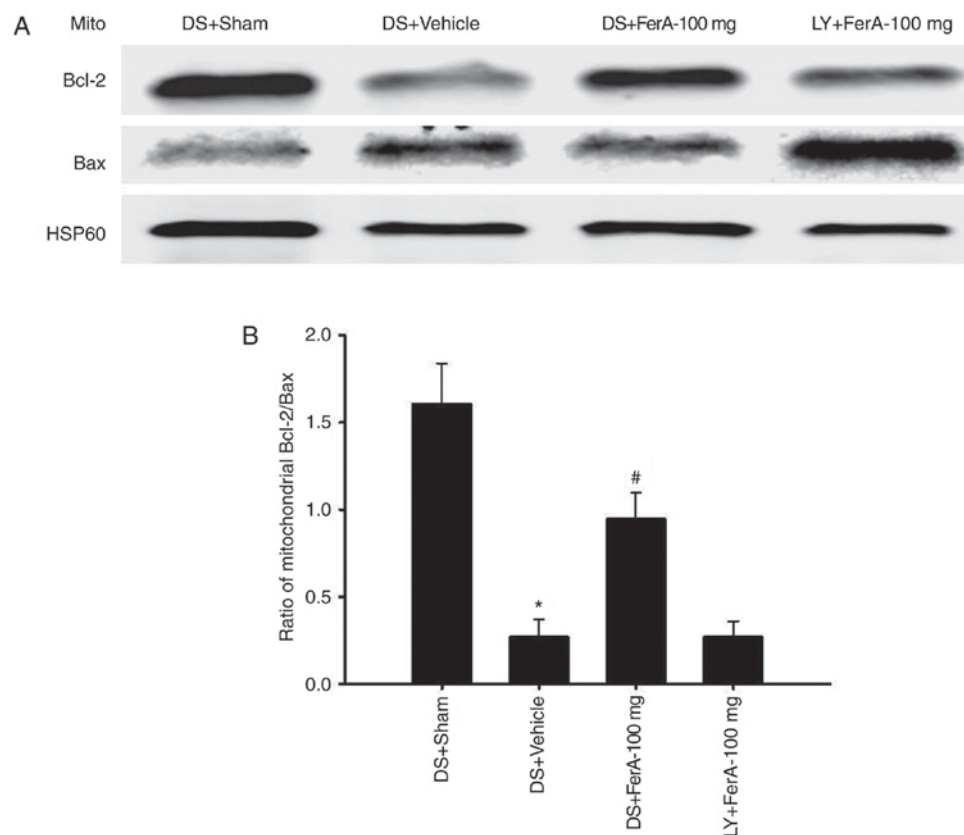 A Mito DS+Sham DS+Vehicle DS+FerA-100 mg LY+FerA-100 mg
Bcl-2
Bax
HSP60
B
Ratio of mitochondrial Bcl-2/Bax
2.0
1.5
1.0
0.5
0.0
*
#
DS+Sham
DS+Vehicle
DS+FerA-100 mg
LY+FerA-100 mg